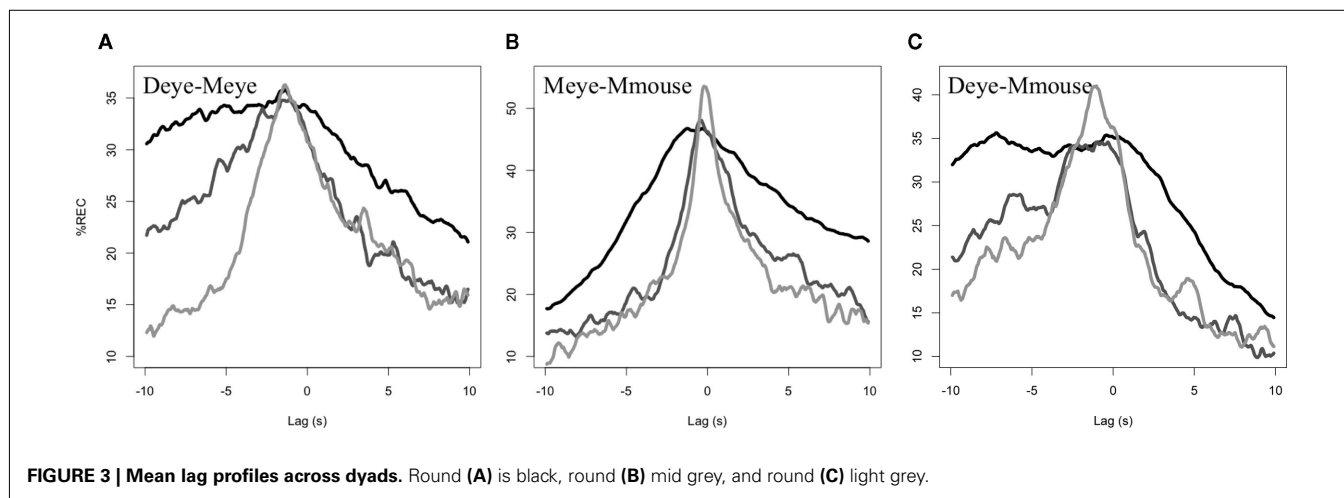 A
B
C
Deye-Meye
Meye-Mmouse
Deye-Mmouse
%REC
35
30
25
20
15
10
-10 -5 0 5 10
Lag (s)
50
40
30
20
10
-10 -5 0 5 10
Lag (s)
40
35
30
25
20
15
10
-10 -5 0 5 10
Lag (s)
FIGURE 3 | Mean lag profiles across dyads. Round (A) is black, round (B) mid grey, and round (C) light grey.